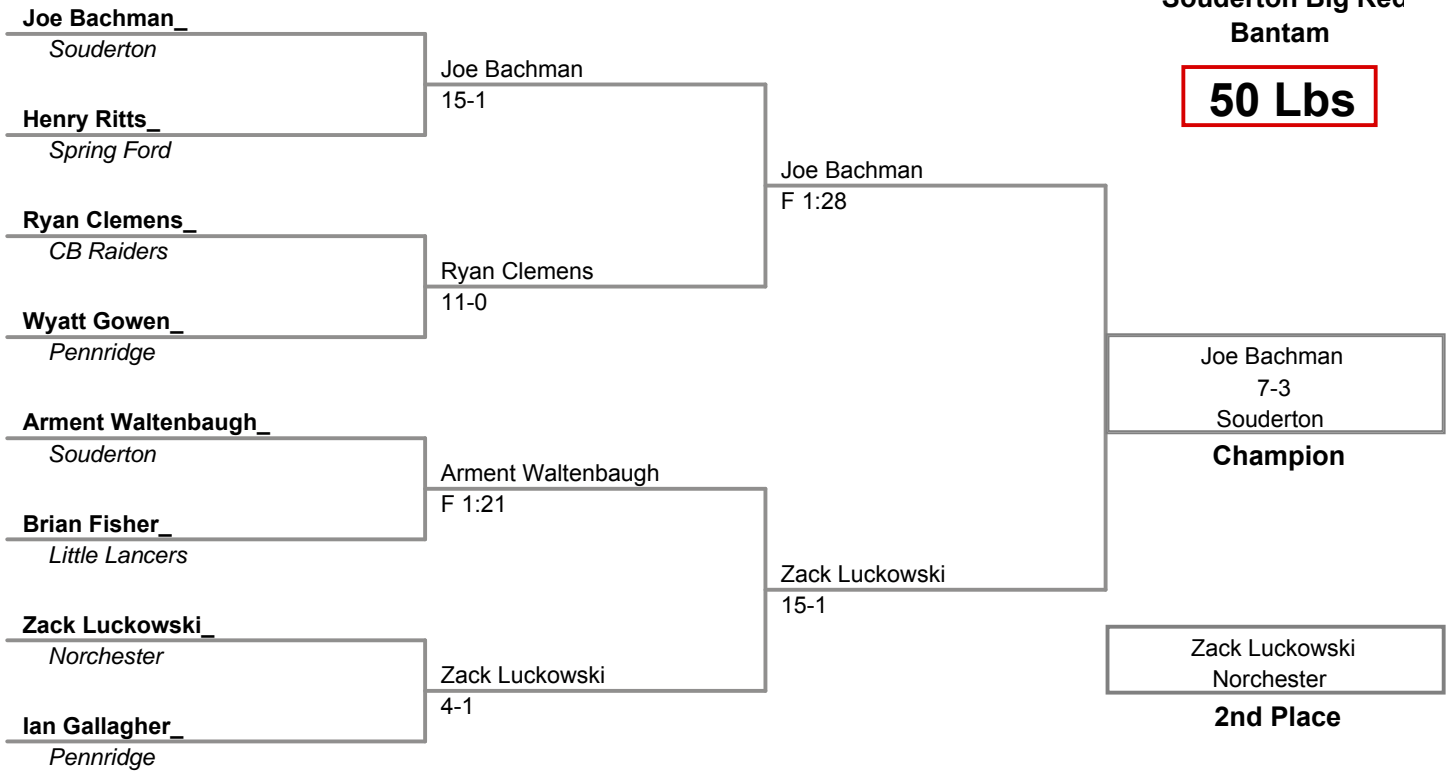 Souderton Big Red
Bantam
50 Lbs
Joe Bachman_
Souderton
Henry Ritts_
Spring Ford
Ryan Clemens_
CB Raiders
Wyatt Gowen_
Pennridge
Arment Waltenbaugh_
Souderton
Brian Fisher_
Little Lancers
Zack Luckowski_
Norchester
Ian Gallagher_
Pennridge
Joe Bachman
15-1
Ryan Clemens
11-0
Arment Waltenbaugh
F 1:21
Zack Luckowski
4-1
Joe Bachman
F 1:28
Zack Luckowski
15-1
Joe Bachman
7-3
Souderton
Champion
Zack Luckowski
Norchester
2nd Place